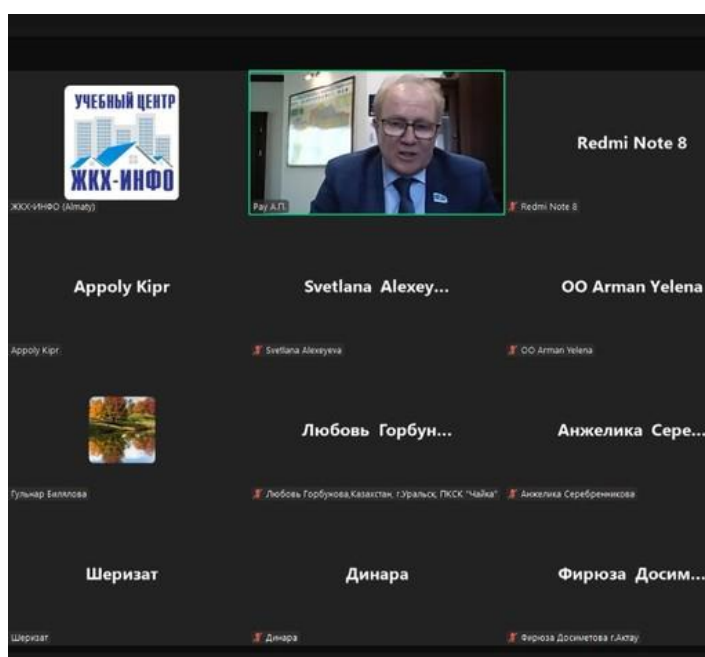 УЧЕБНЫЙ ЦЕНТР
ЖКХ-ИНФО
ЖКХ-ИНФО (Almaty)
Рау А.П.
Redmi Note 8
Redmi Note 8
Appoly Kipr
Svetlana Alexey...
OO Arman Yelena
Appoly Kipr
Svetlana Alexeyeva
OO Arman Yelena
Любовь Горбун...
Анжелика Сере...
Гульнар Билялова
Любовь Горбунова,Казахстан, г.Уральск, ПКСК "Чайка"
Анжелика Серебренникова
Шеризат
Динара
Фирюза Досим...
Шеризат
Динара
Фирюза Досиметова г.Актау